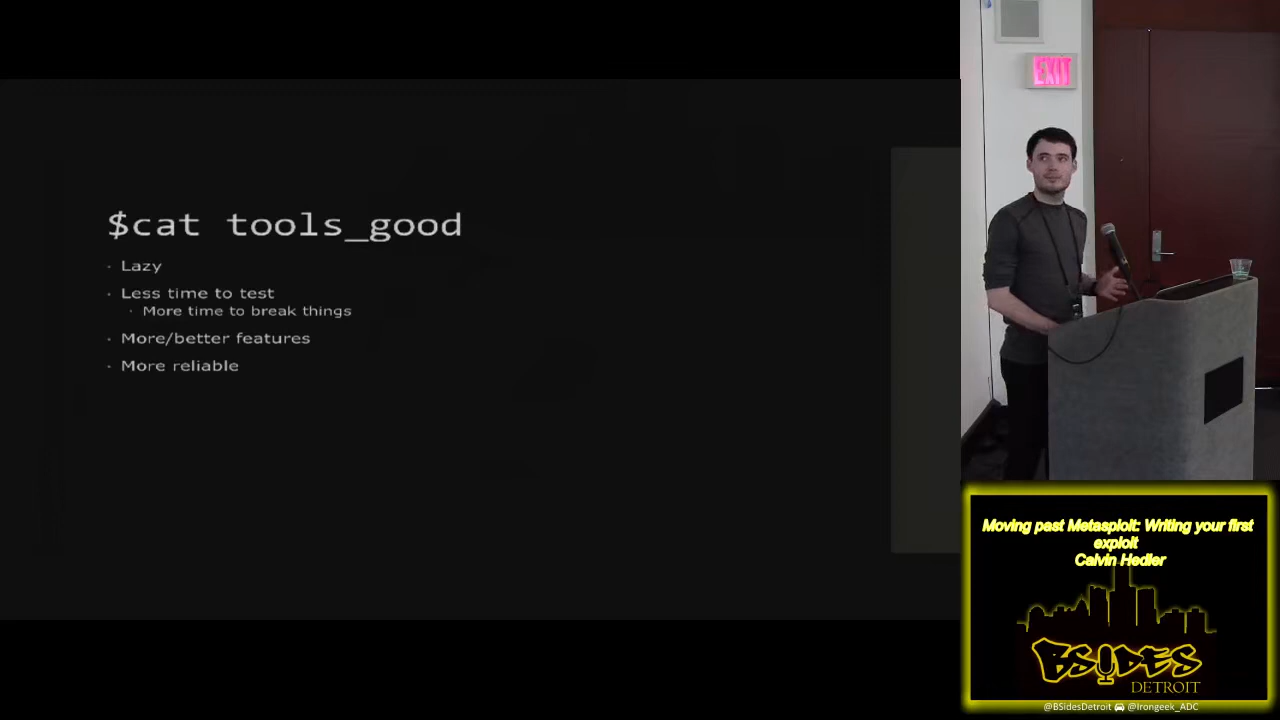 $cat tools_good
Lazy
Less time to test
More time to break things
More/better features
More reliable
EXIT
Moving past Metasploit: Writing your first
exploit
Calvin Hedler
BSIDES
DETROIT
@BSidesDetroit @Irongeek_ADC